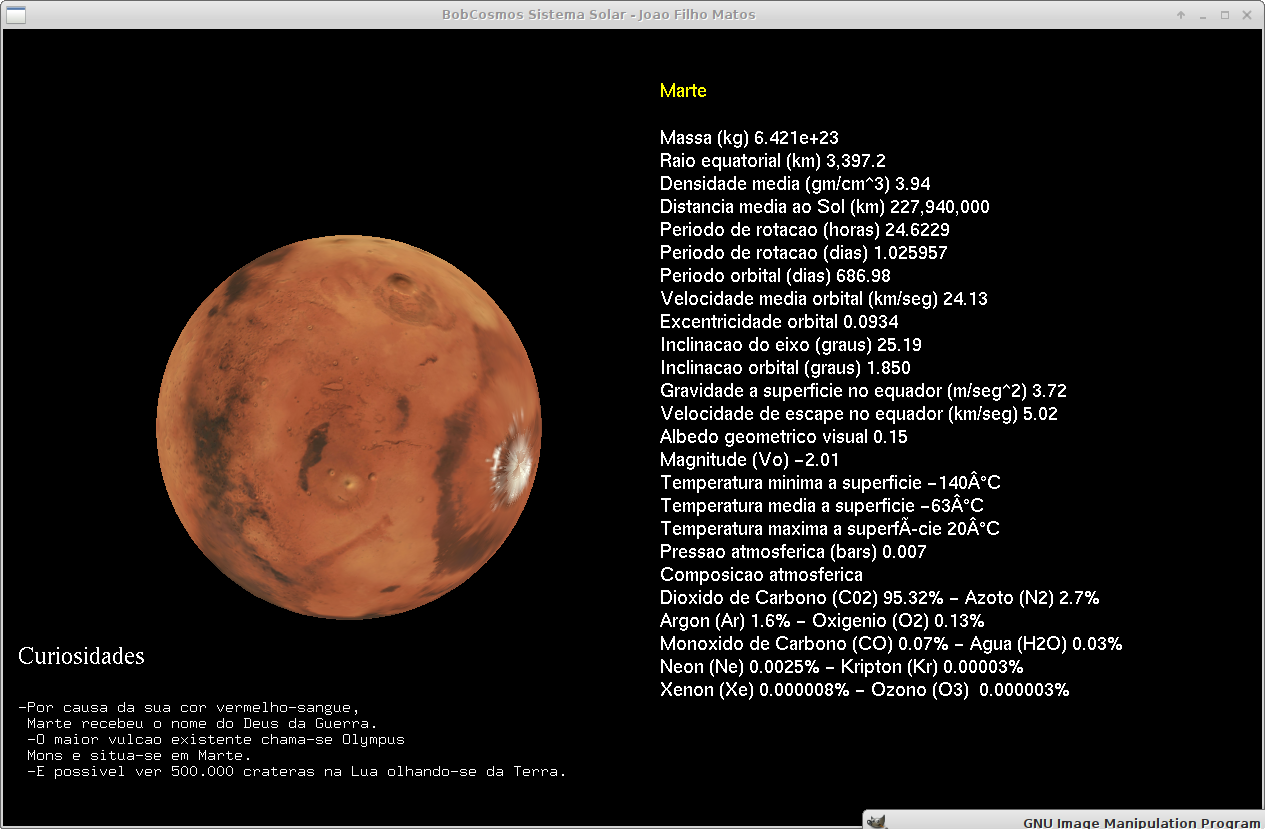 BobCosmos Sistema Solar - Joao Filho Matos
Marte
Massa (kg) 6.421e+23
Raio equatorial (km) 3,397.2
Densidade media (gm/cm^3) 3.94
Distancia media ao Sol (km) 227,940,000
Periodo de rotacao (horas) 24.6229
Periodo de rotacao (dias) 1.025957
Periodo orbital (dias) 686.98
Velocidade media orbital (km/seg) 24.13
Excentricidade orbital 0.0934
Inclinacao do eixo (graus) 25.19
Inclinacao orbital (graus) 1.850
Gravidade a superficie no equador (m/seg^2) 3.72
Velocidade de escape no equador (km/seg) 5.02
Albedo geometrico visual 0.15
Magnitude (Vo) −2.01
Temperatura minima a superficie −140Â°C
Temperatura media a superficie −63Â°C
Temperatura maxima a superfÃ-cie 20Â°C
Pressao atmosferica (bars) 0.007
Composicao atmosferica
Dioxido de Carbono (C02) 95.32% − Azoto (N2) 2.7%
Argon (Ar) 1.6% − Oxigenio (O2) 0.13%
Monoxido de Carbono (CO) 0.07% − Agua (H2O) 0.03%
Neon (Ne) 0.0025% − Kripton (Kr) 0.00003%
Xenon (Xe) 0.000008% − Ozono (O3)  0.000003%
Curiosidades
-Por causa da sua cor vermelho-sangue,
Marte recebeu o nome do Deus da Guerra.
-O maior vulcao existente chama-se Olympus
Mons e situa-se em Marte.
-E possivel ver 500.000 crateras na Lua olhando-se da Terra.
GNU Image Manipulation Program